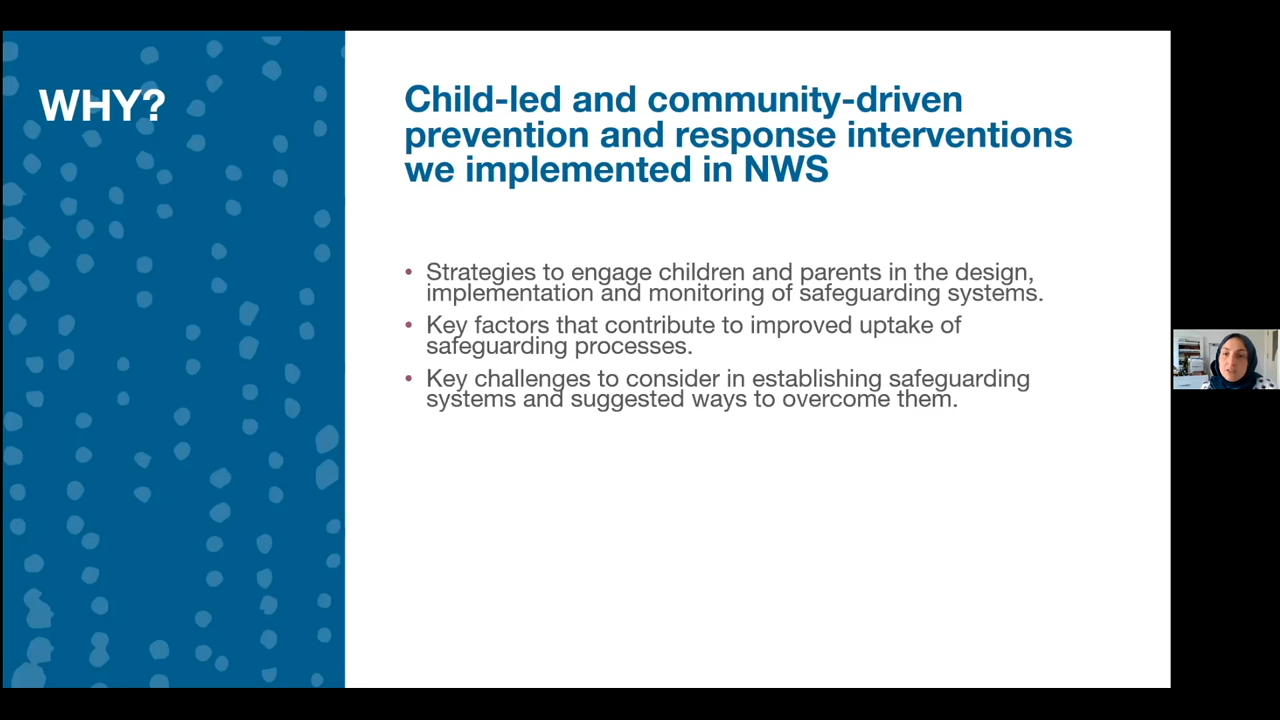 WHY?
Child-led and community-driven
prevention and response interventions
we implemented in NWS
• Strategies to engage children and parents in the design,
implementation and monitoring of safeguarding systems.
• Key factors that contribute to improved uptake of
safeguarding processes.
• Key challenges to consider in establishing safeguarding
systems and suggested ways to overcome them.